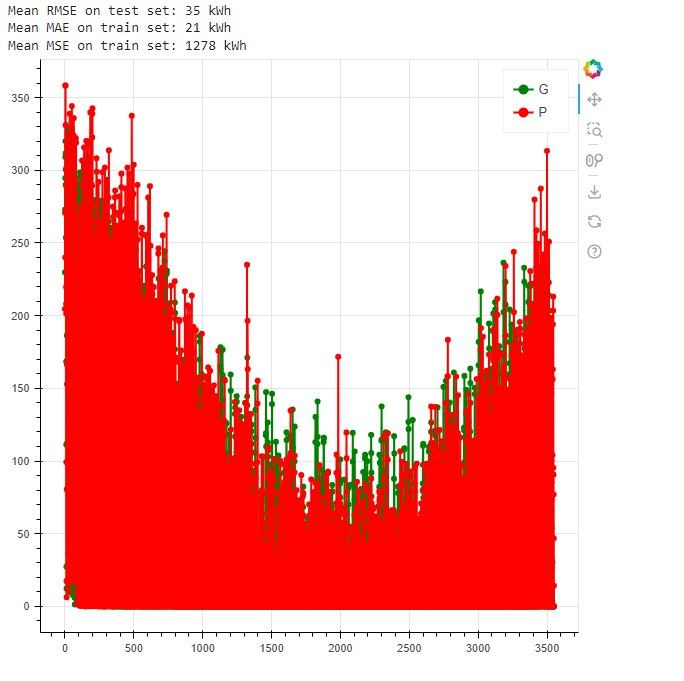 Mean RMSE on test set: 35 kWh
Mean MAE on train set: 21 kWh
Mean MSE on train set: 1278 kWh
G
P
350
300
250
200
150
100
50
0
0 500 1000 1500 2000 2500 3000 3500